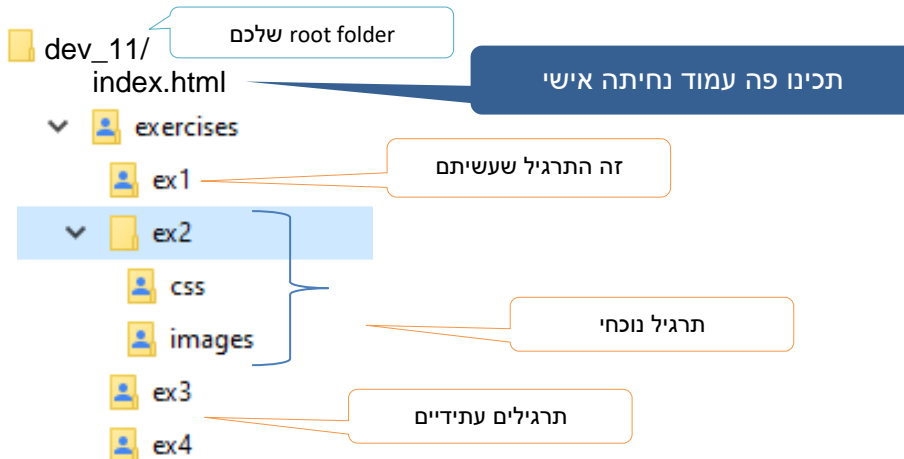 root folder שלכם
dev_11/
index.html
תכינו פה עמוד נחיתה אישי
exercises
זה התרגיל שעשיתם
ex1
ex2
css
תרגיל נוכחי
images
ex3
תרגילים עתידיים
ex4